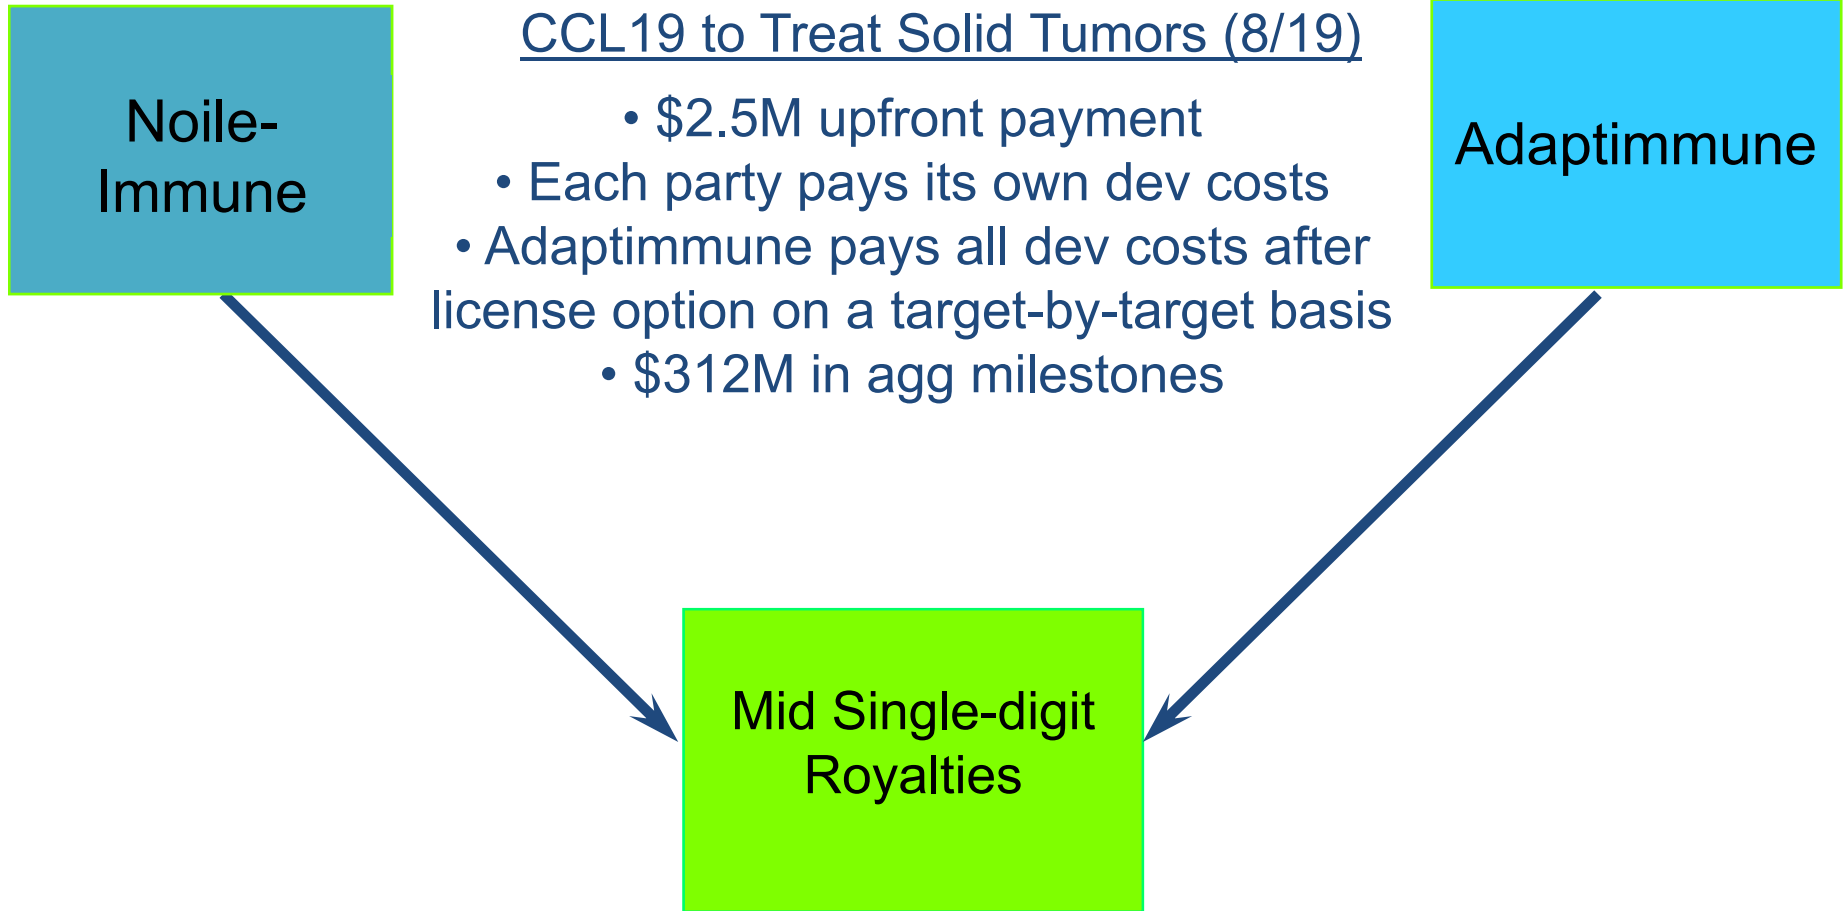 CCL19 to Treat Solid Tumors (8/19)
Noile-
Immune
• $2.5M upfront payment
• Each party pays its own dev costs
• Adaptimmune pays all dev costs after
license option on a target-by-target basis
• $312M in agg milestones
Adaptimmune
Mid Single-digit
Royalties